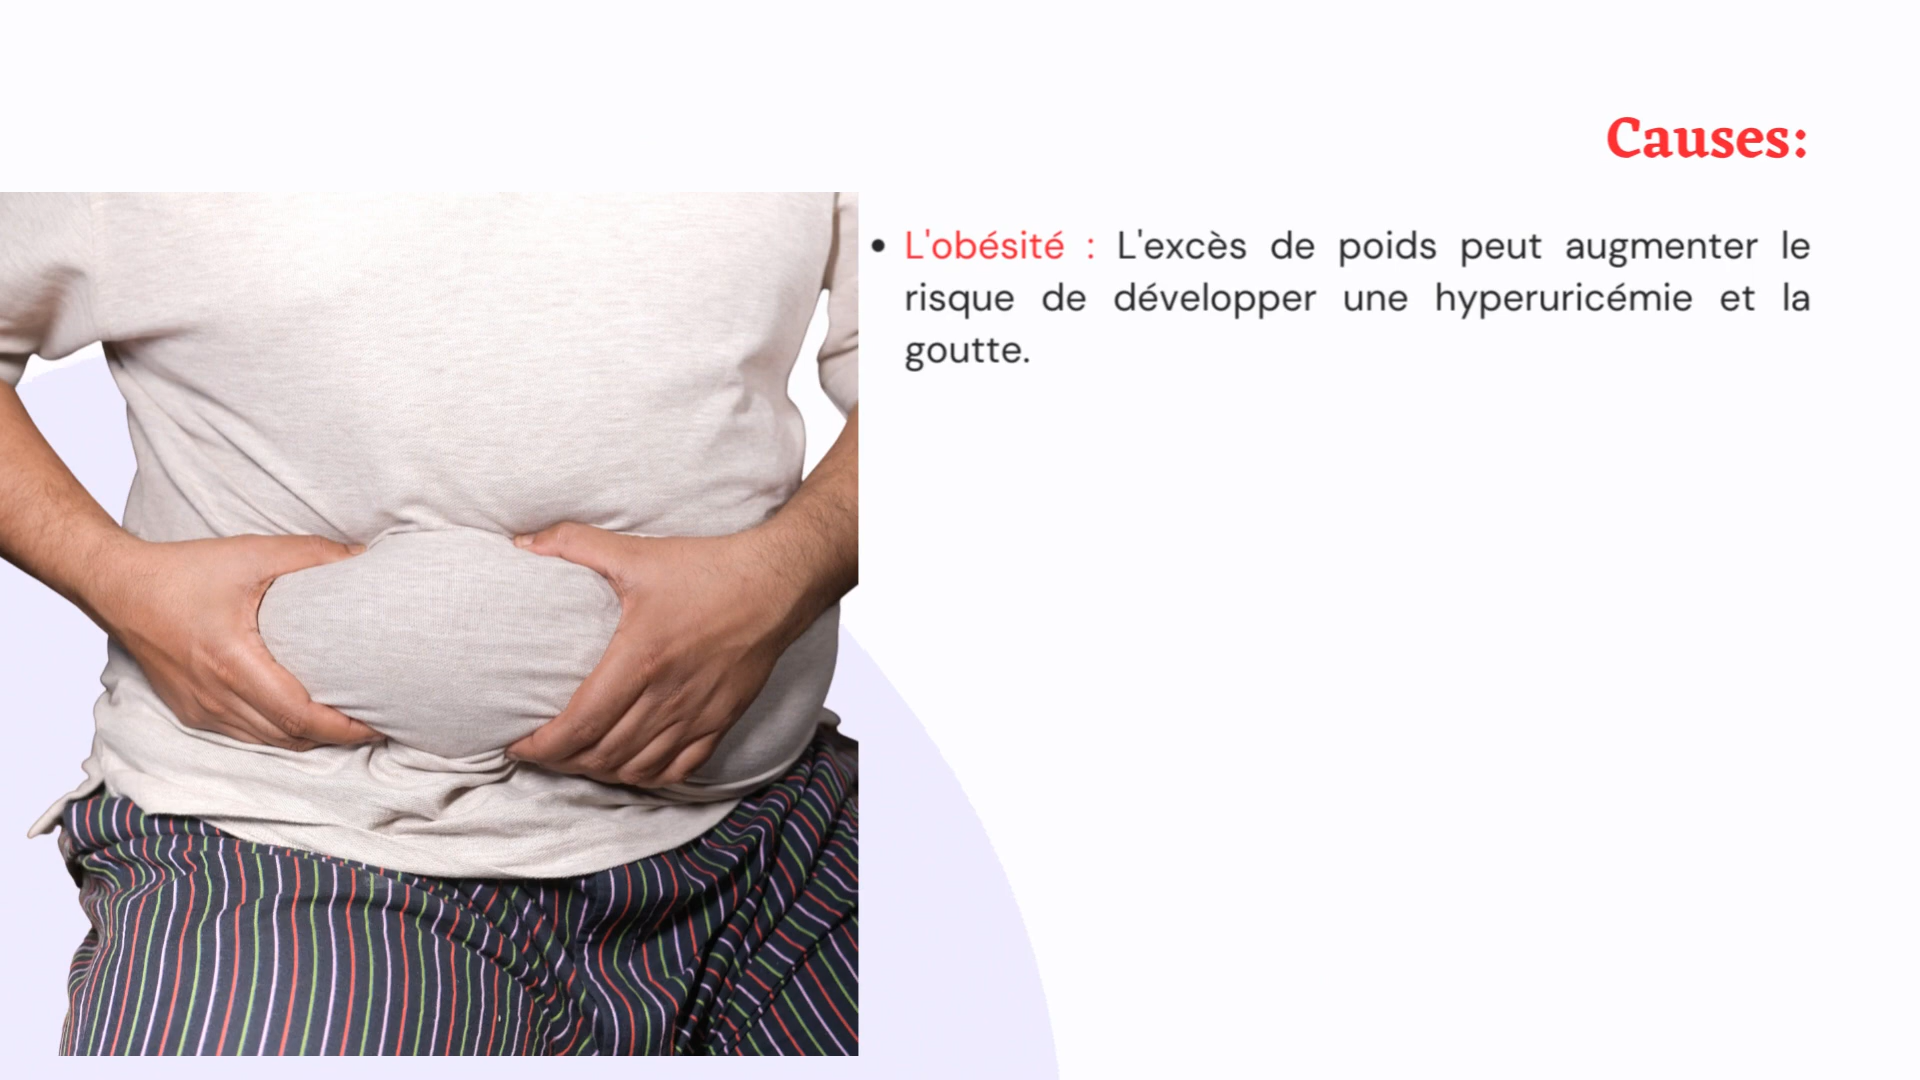 Causes:
• L'obésité : L'excès de poids peut augmenter le
risque de développer une hyperuricémie et la
goutte.